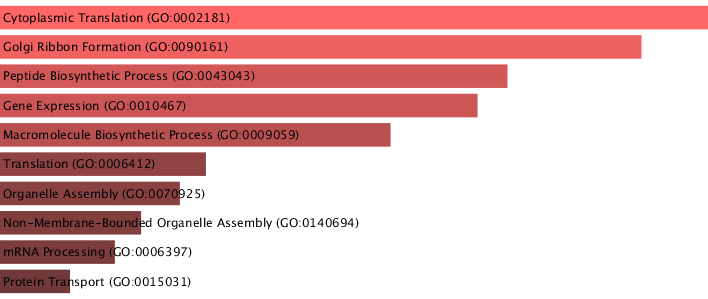 Cytoplasmic Translation (GO:0002181)
Golgi Ribbon Formation (GO:0090161)
Peptide Biosynthetic Process (GO:0043043)
Gene Expression (GO:0010467)
Macromolecule Biosynthetic Process (GO:0009059)
Translation (GO:0006412)
Organelle Assembly (GO:0070925)
Non-Membrane-Bounded Organelle Assembly (GO:0140694)
mRNA Processing (GO:0006397)
Protein Transport (GO:0015031)